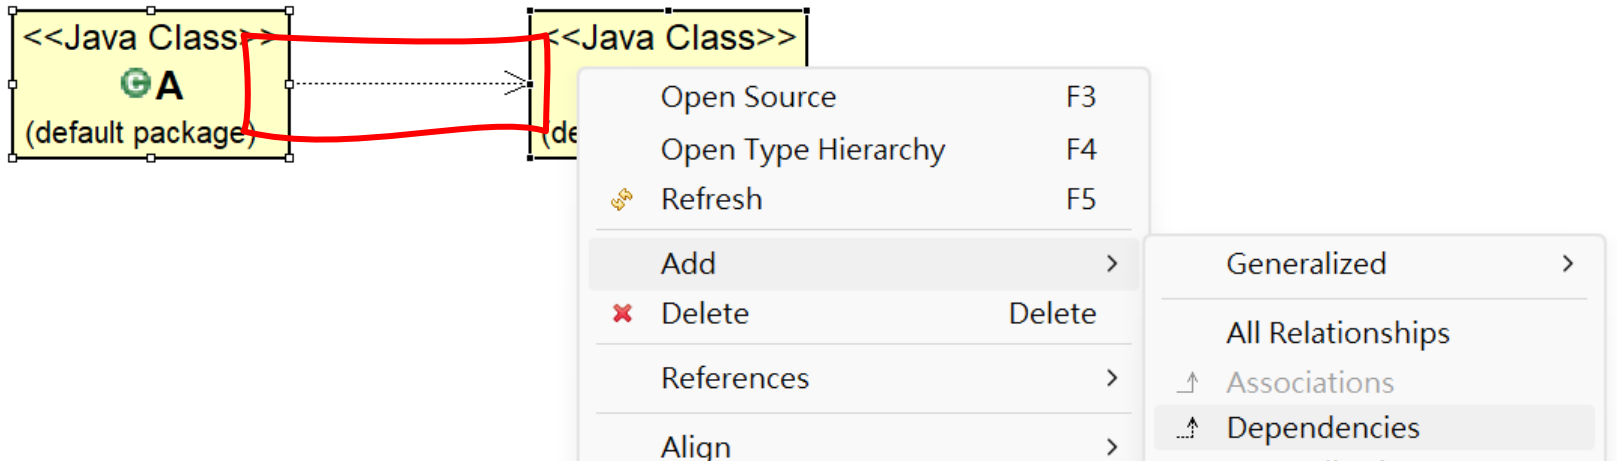 <<Java Class>>
A
(default package)
<<Java Class>>
(de
Open Source F3
Open Type Hierarchy F4
Refresh F5
Add
Delete Delete
References
Align
Generalized
All Relationships
Associations
Dependencies